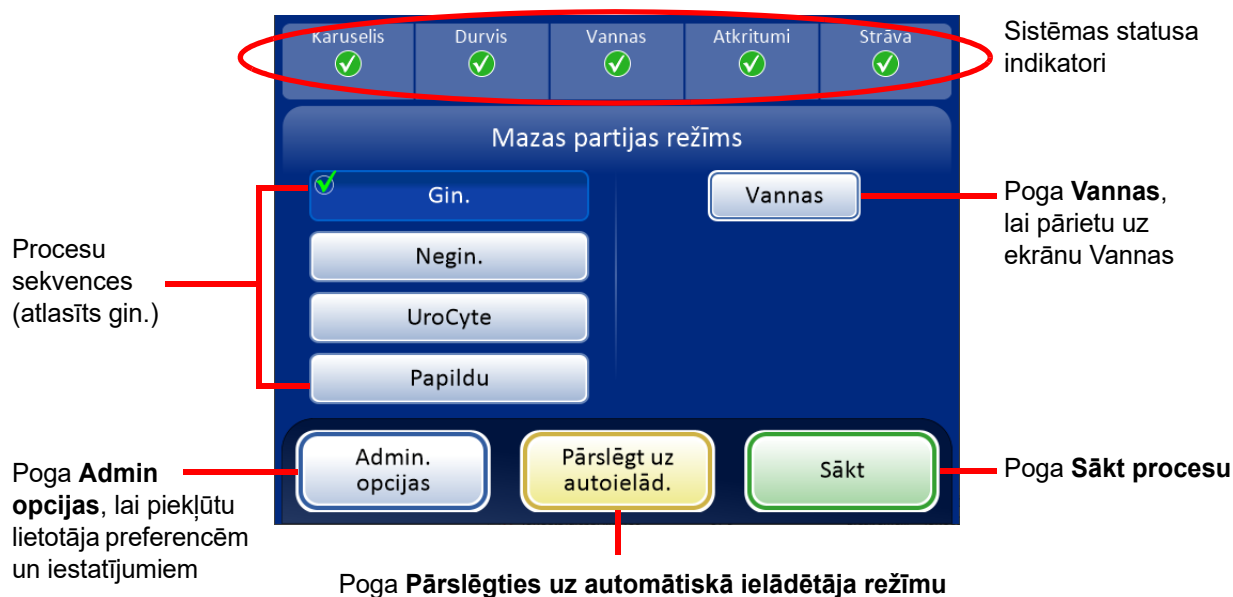 Karuselis
Durvis
Vannas
Atkritumi
Strāva
Sistēmas statusa
indikatori
Mazas partijas režīms
Gin.
Vannas
Poga Vannas,
lai pārietu uz
ekrānu Vannas
Procesu
sekvences
(atlasīts gin.)
Negin.
UroCyte
Papildu
Poga Admin
opcijas, lai piekļūtu
lietotāja preferencēm
un iestatījumiem
Admin.
opcijas
Pārslēgt uz
autoielād.
Sākt
Poga Sākt procesu
Poga Pārslēgties uz automātiskā ielādētāja režīmu